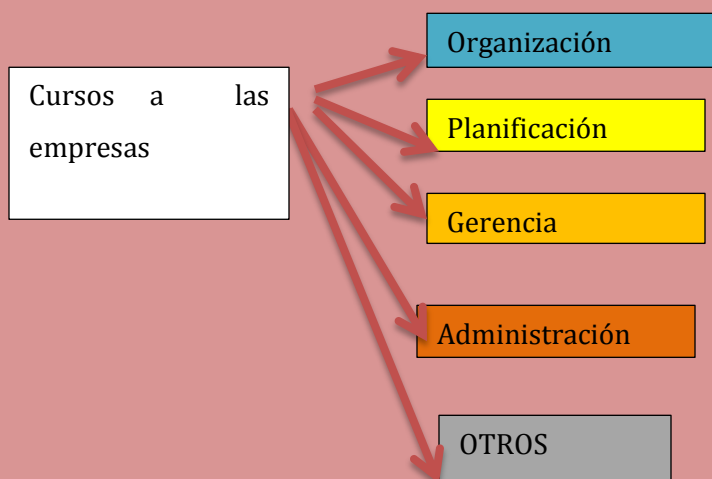 Cursos a las
empresas
Organización
Planificación
Gerencia
Administración
OTROS